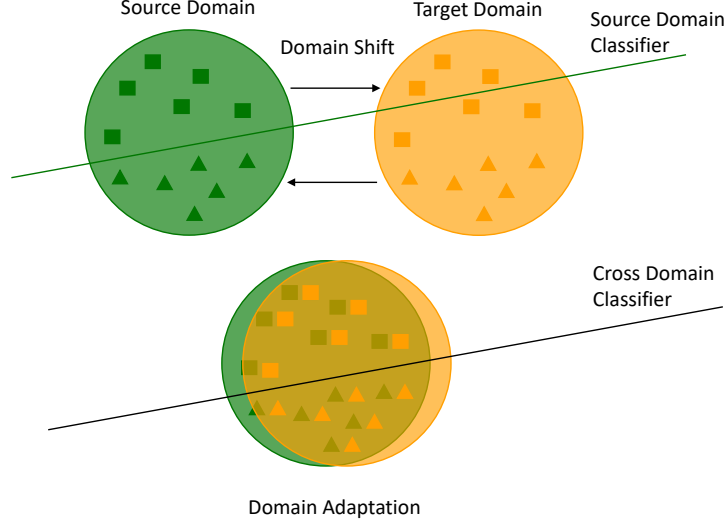 Source Domain
Target Domain
Source Domain
Classifier
Domain Shift
Cross Domain
Classifier
Domain Adaptation